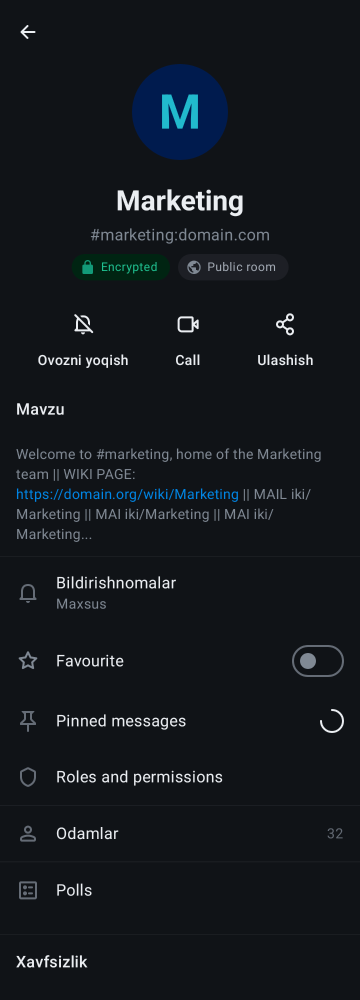 M
Marketing
#marketing:domain.com
Encrypted
Public room
Ovozni yoqish
Call
Ulashish
Mavzu
Welcome to #marketing, home of the Marketing
team || WIKI PAGE:
https://domain.org/wiki/Marketing || MAIL iki/
Marketing || MAI iki/Marketing || MAI iki/
Marketing...
Bildirishnomalar
Maxsus
Favourite
Pinned messages
Roles and permissions
Odamlar 32
Polls
Xavfsizlik